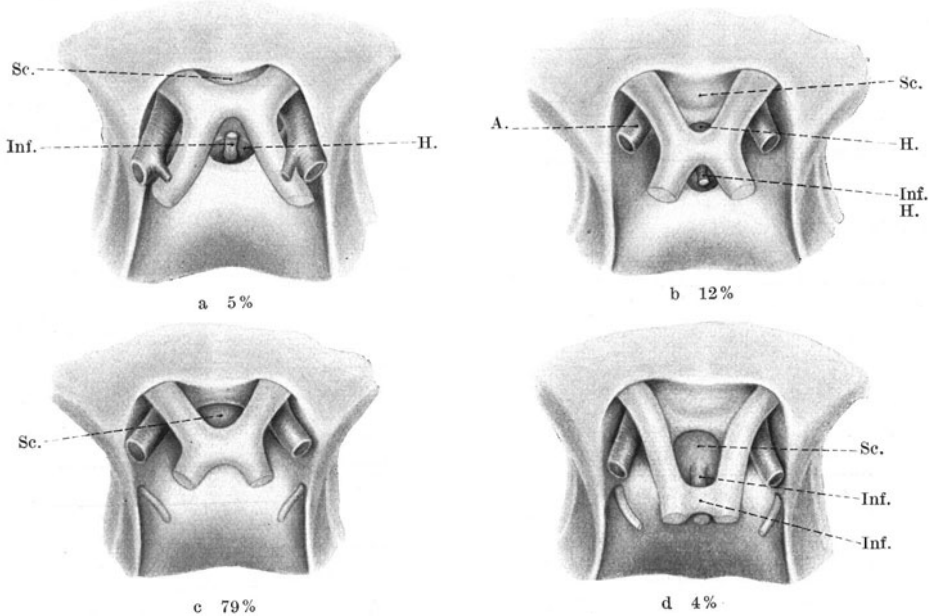 Sc.
Inf.
H.
a 5%
A.
Sc.
H.
Inf.
H.
b 12%
Sc.
c 79%
Sc.
Inf.
Inf.
d 4%